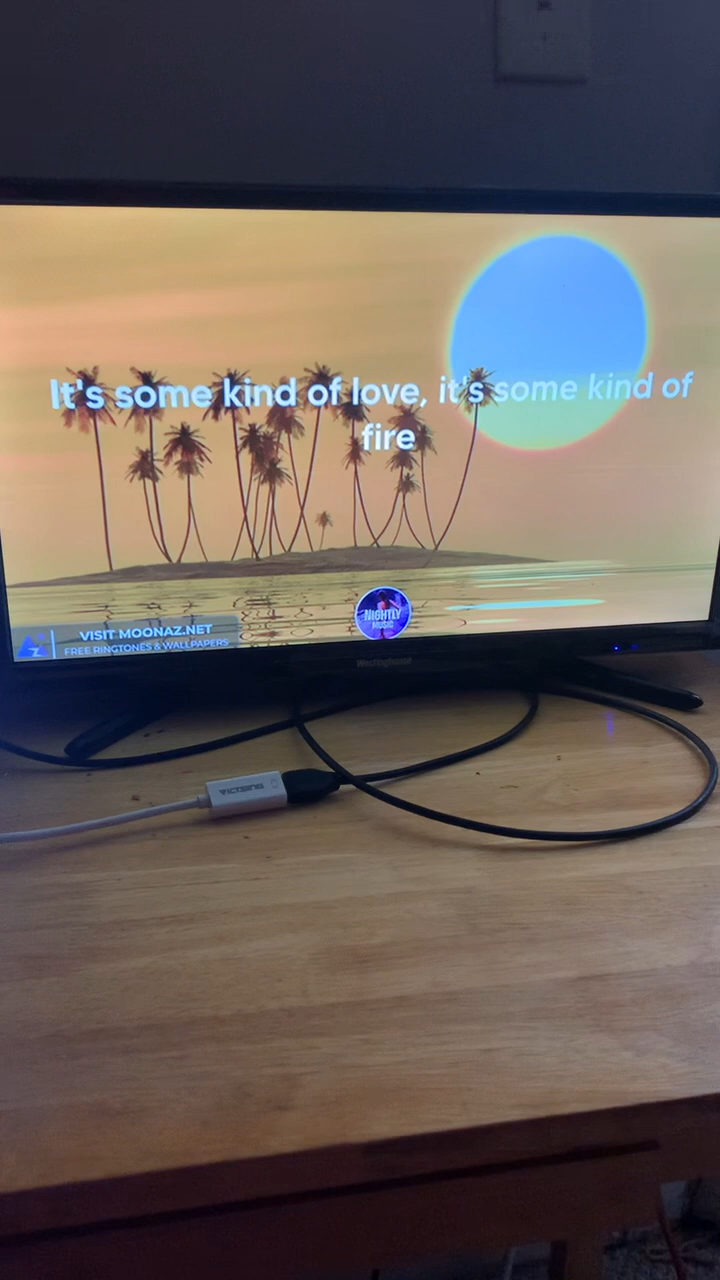 It's some kind of love, it's some kind of
fire
NIGHTLY
MUSIC
VISIT MOONAZ.NET
FREE RINGTONES & WALLPAPERS
Westinghouse
VICTSING